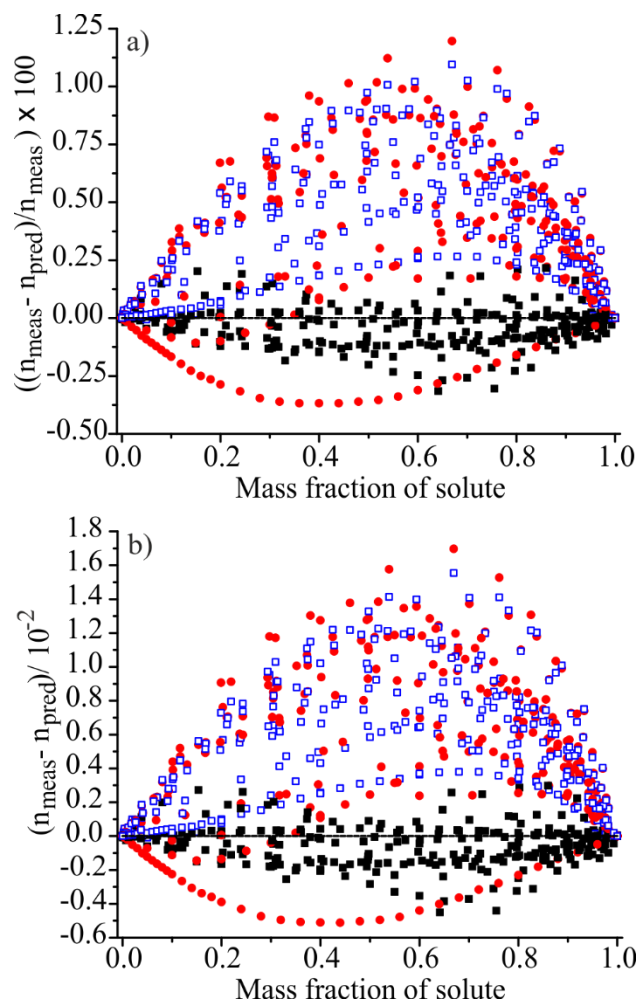 a)
((n_meas - n_pred)/n_meas) x 100
1.25
1.00
0.75
0.50
0.25
0.00
-0.25
-0.50
0.0 0.2 0.4 0.6 0.8 1.0
Mass fraction of solute
b)
(n_meas - n_pred)/ 10^-2
1.8
1.6
1.4
1.2
1.0
0.8
0.6
0.4
0.2
0.0
-0.2
-0.4
-0.6
0.0 0.2 0.4 0.6 0.8 1.0
Mass fraction of solute